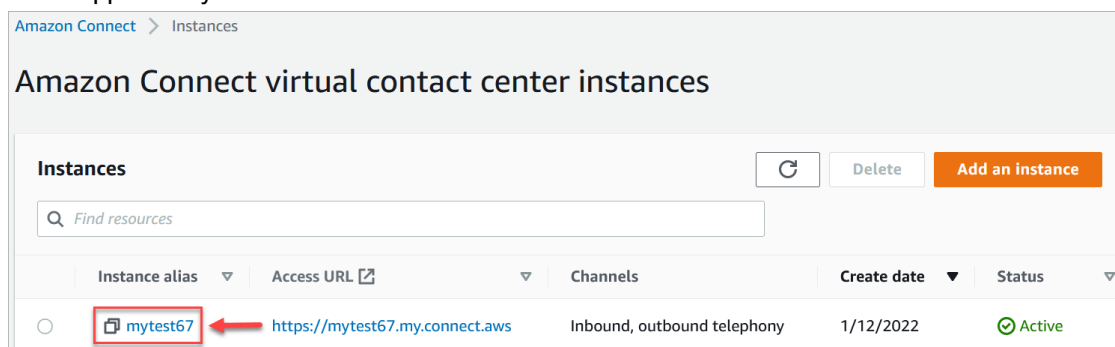 Amazon Connect > Instances
Amazon Connect virtual contact center instances
Instances
Delete
Add an instance
Find resources
Instance alias
Access URL
Channels
Create date
Status
mytest67
https://mytest67.my.connect.aws
Inbound, outbound telephony
1/12/2022
Active